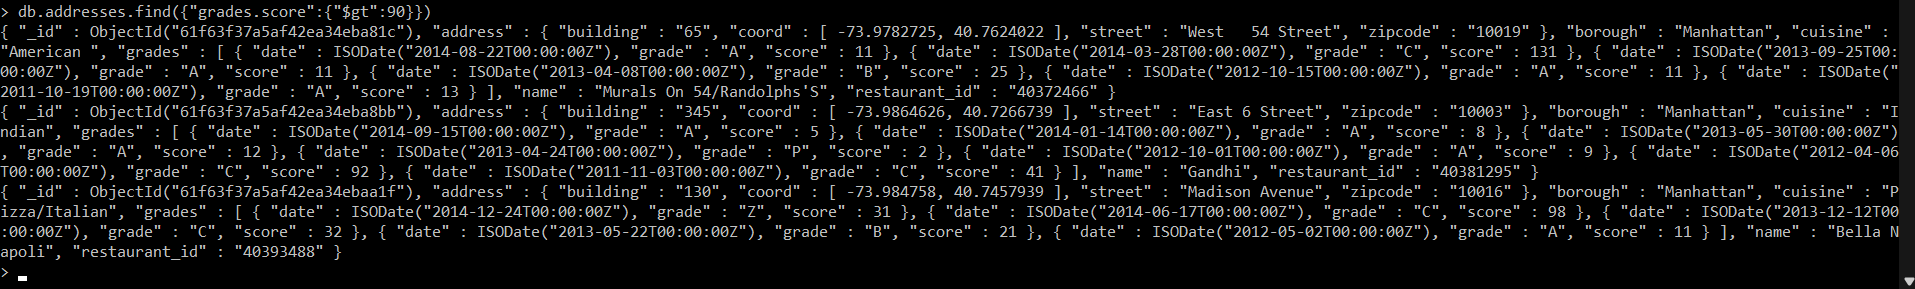 > db.addresses.find({"grades.score":{"$gt":90}})
{ "_id" : ObjectId("61f63f37a5af42ea34eba81c"), "address" : { "building" : "65", "coord" : [ -73.9782725, 40.7624022 ], "street" : "West   54 Street", "zipcode" : "10019" }, "borough" : "Manhattan", "cuisine" :
"American ", "grades" : [ { "date" : ISODate("2014-08-22T00:00:00Z"), "grade" : "A", "score" : 11 }, { "date" : ISODate("2014-03-28T00:00:00Z"), "grade" : "C", "score" : 131 }, { "date" : ISODate("2013-09-25T00:
00:00Z"), "grade" : "A", "score" : 11 }, { "date" : ISODate("2013-04-08T00:00:00Z"), "grade" : "B", "score" : 25 }, { "date" : ISODate("2012-10-15T00:00:00Z"), "grade" : "A", "score" : 11 }, { "date" : ISODate("
2011-10-19T00:00:00Z"), "grade" : "A", "score" : 13 } ], "name" : "Murals On 54/Randolphs'S", "restaurant_id" : "40372466" }
{ "_id" : ObjectId("61f63f37a5af42ea34eba8bb"), "address" : { "building" : "345", "coord" : [ -73.9864626, 40.7266739 ], "street" : "East 6 Street", "zipcode" : "10003" }, "borough" : "Manhattan", "cuisine" : "I
ndian", "grades" : [ { "date" : ISODate("2014-09-15T00:00:00Z"), "grade" : "A", "score" : 5 }, { "date" : ISODate("2014-01-14T00:00:00Z"), "grade" : "A", "score" : 8 }, { "date" : ISODate("2013-05-30T00:00:00Z")
, "grade" : "A", "score" : 12 }, { "date" : ISODate("2013-04-24T00:00:00Z"), "grade" : "P", "score" : 2 }, { "date" : ISODate("2012-10-01T00:00:00Z"), "grade" : "A", "score" : 9 }, { "date" : ISODate("2012-04-06
T00:00:00Z"), "grade" : "C", "score" : 92 }, { "date" : ISODate("2011-11-03T00:00:00Z"), "grade" : "C", "score" : 41 } ], "name" : "Gandhi", "restaurant_id" : "40381295" }
{ "_id" : ObjectId("61f63f37a5af42ea34ebaa1f"), "address" : { "building" : "130", "coord" : [ -73.984758, 40.7457939 ], "street" : "Madison Avenue", "zipcode" : "10016" }, "borough" : "Manhattan", "cuisine" : "P
izza/Italian", "grades" : [ { "date" : ISODate("2014-12-24T00:00:00Z"), "grade" : "Z", "score" : 31 }, { "date" : ISODate("2014-06-17T00:00:00Z"), "grade" : "C", "score" : 98 }, { "date" : ISODate("2013-12-12T00
:00:00Z"), "grade" : "C", "score" : 32 }, { "date" : ISODate("2013-05-22T00:00:00Z"), "grade" : "B", "score" : 21 }, { "date" : ISODate("2012-05-02T00:00:00Z"), "grade" : "A", "score" : 11 } ], "name" : "Bella N
apoli", "restaurant_id" : "40393488" }
>